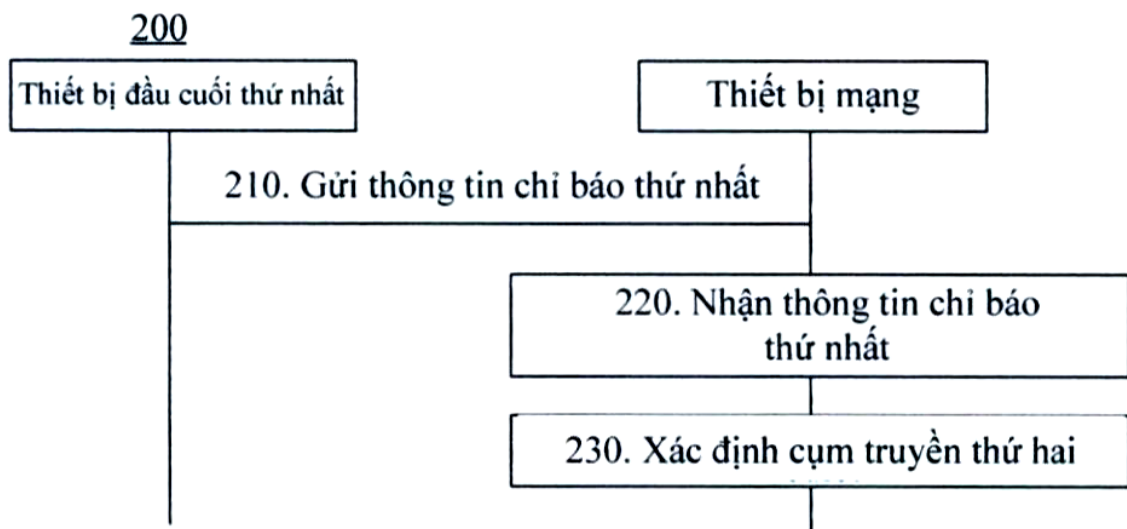 200
Thiết bị đầu cuối thứ nhất
Thiết bị mạng
210. Gửi thông tin chỉ báo thứ nhất
220. Nhận thông tin chỉ báo
thứ nhất
230. Xác định cụm truyền thứ hai